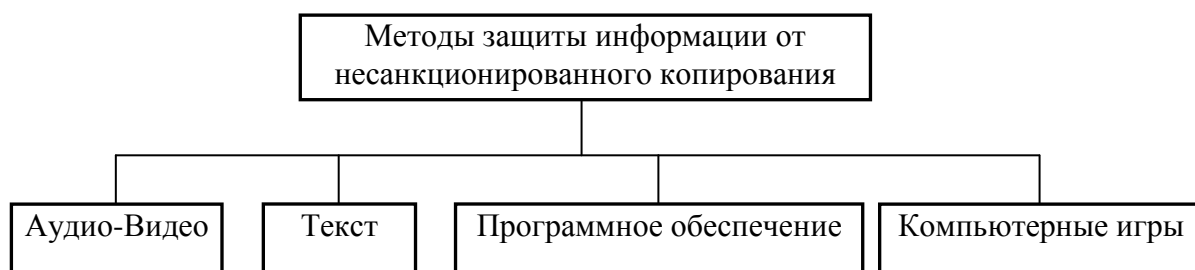 Методы защиты информации от
несанкционированного копирования
Аудио-Видео
Текст
Программное обеспечение
Компьютерные игры